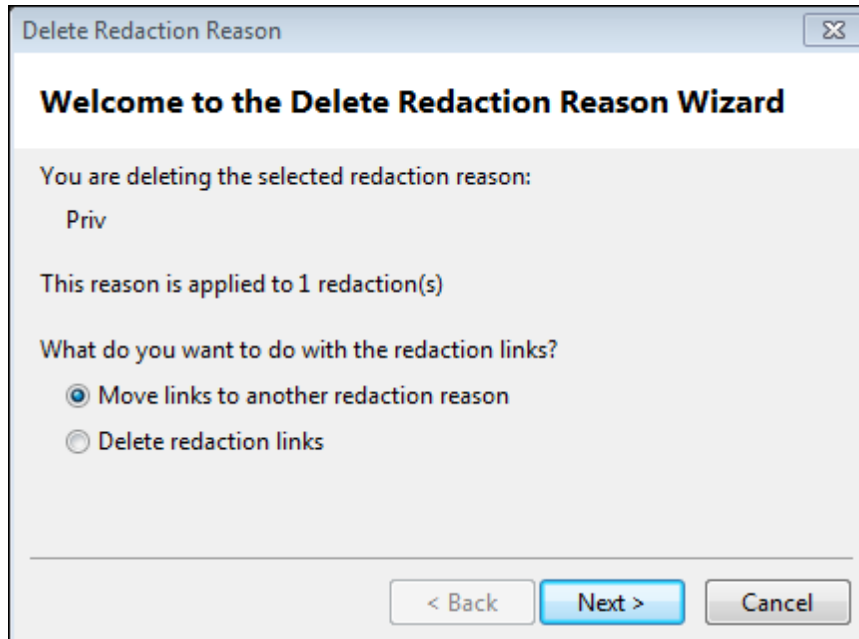 Delete Redaction Reason
Welcome to the Delete Redaction Reason Wizard
You are deleting the selected redaction reason:
Priv
This reason is applied to 1 redaction(s)
What do you want to do with the redaction links?
Move links to another redaction reason
Delete redaction links
< Back Next > Cancel